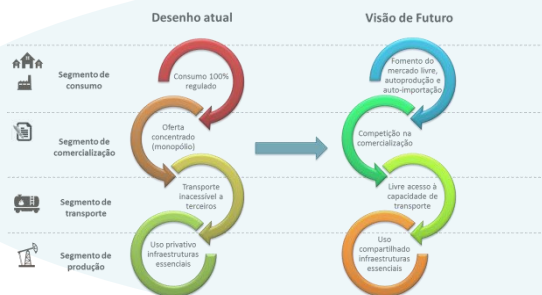 Desenho atual
Visão de Futuro
Segmento de
consumo
Consumo 100%
regulado
Fomento do
mercado livre,
autoprodução e
auto-importação
Segmento de
comercialização
Oferta
concentrado
(monopólio)
Competição na
comercialização
Segmento de
transporte
Transporte
inacessível a
terceiros
Livre acesso à
capacidade de
transporte
Segmento de
produção
Uso privativo
infraestruturas
essenciais
Uso
compartilhado
infraestruturas
essenciais